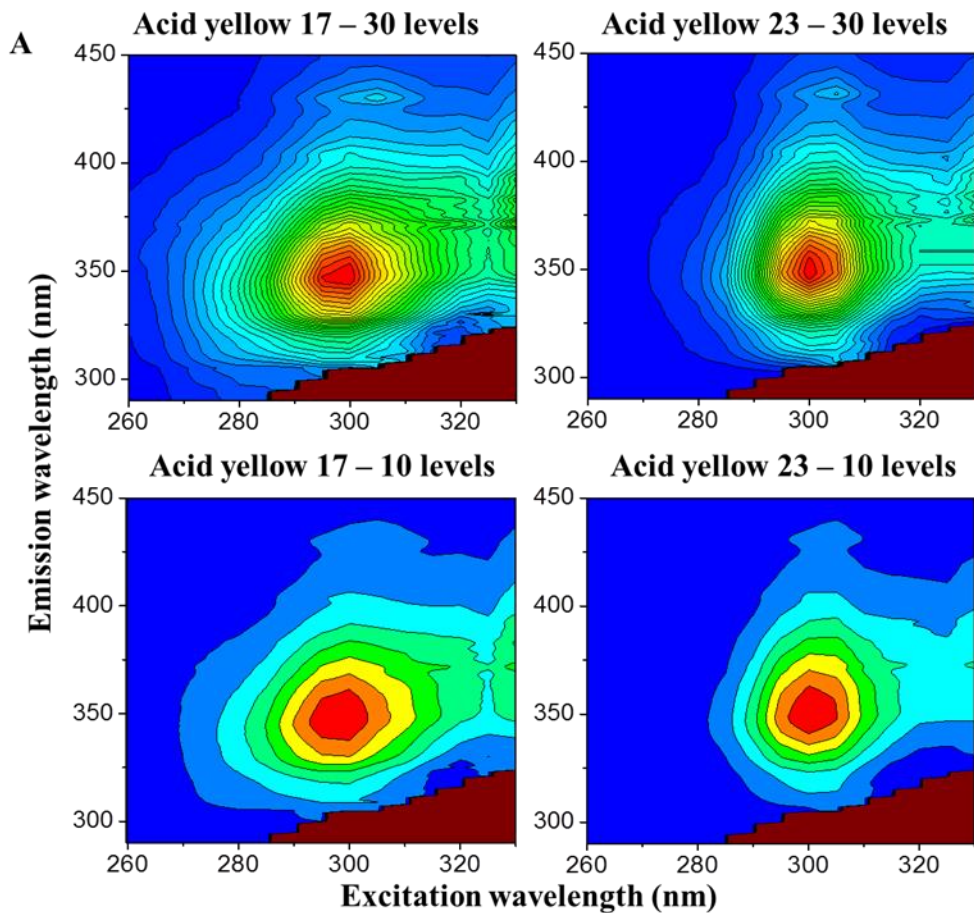 A
Acid yellow 17 – 30 levels
Acid yellow 23 – 30 levels
450
400
350
300
260 280 300 320
450
400
350
300
260 280 300 320
Acid yellow 17 – 10 levels
Acid yellow 23 – 10 levels
450
400
350
300
260 280 300 320
450
400
350
300
260 280 300 320
Emission wavelength (nm)
Excitation wavelength (nm)